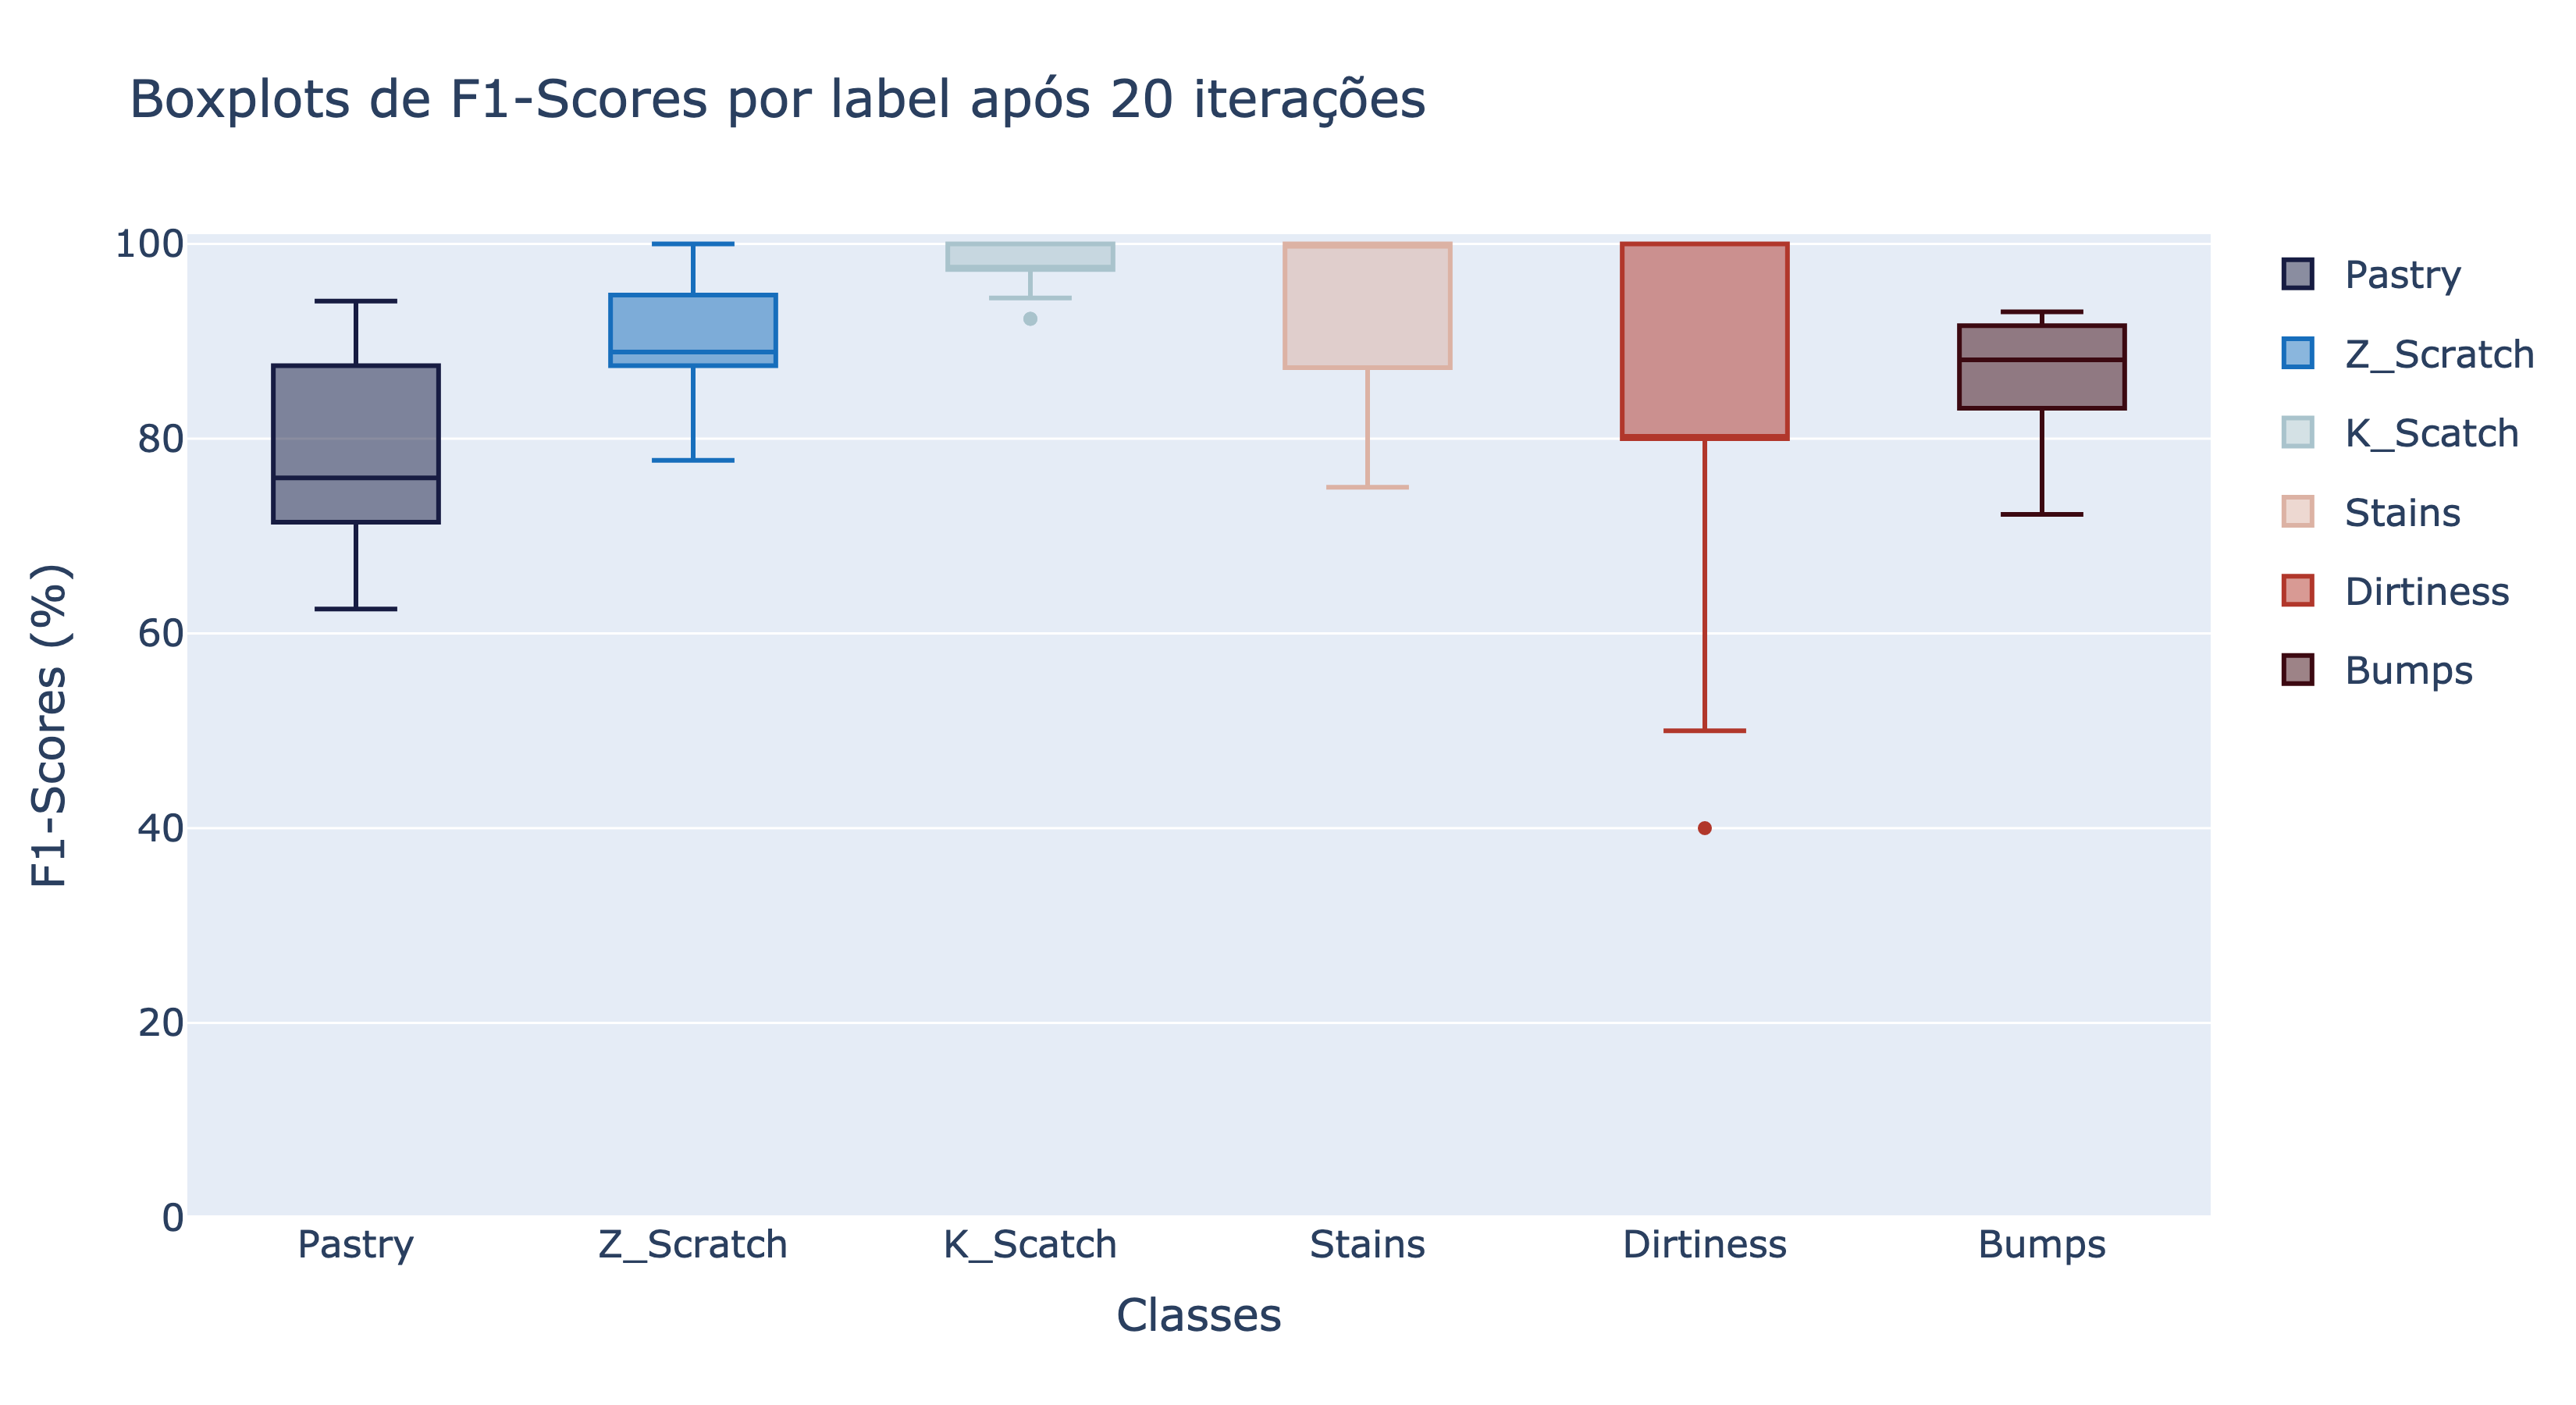 Boxplots de F1-Scores por label após 20 iterações
100
80
60
40
20
0
F1-Scores (%)
Pastry
Z_Scratch
K_Scatch
Stains
Dirtiness
Bumps
Classes
Pastry
Z_Scratch
K_Scatch
Stains
Dirtiness
Bumps